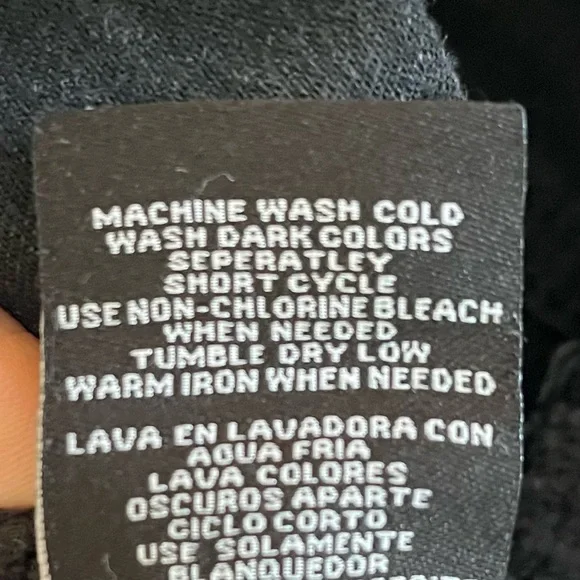 MACHINE WASH COLD
WASH DARK COLORS
SEPERATLEY
SHORT CYCLE
USE NON-CHLORINE BLEACH
WHEN NEEDED
TUMBLE DRY LOW
WARM IRON WHEN NEEDED
LAVA EN LAVADORA CON
AGUA FRIA
LAVA COLORES
OSCUROS APARTE
CICLO CORTO
USE SOLAMENTE
BLANQUEDOR